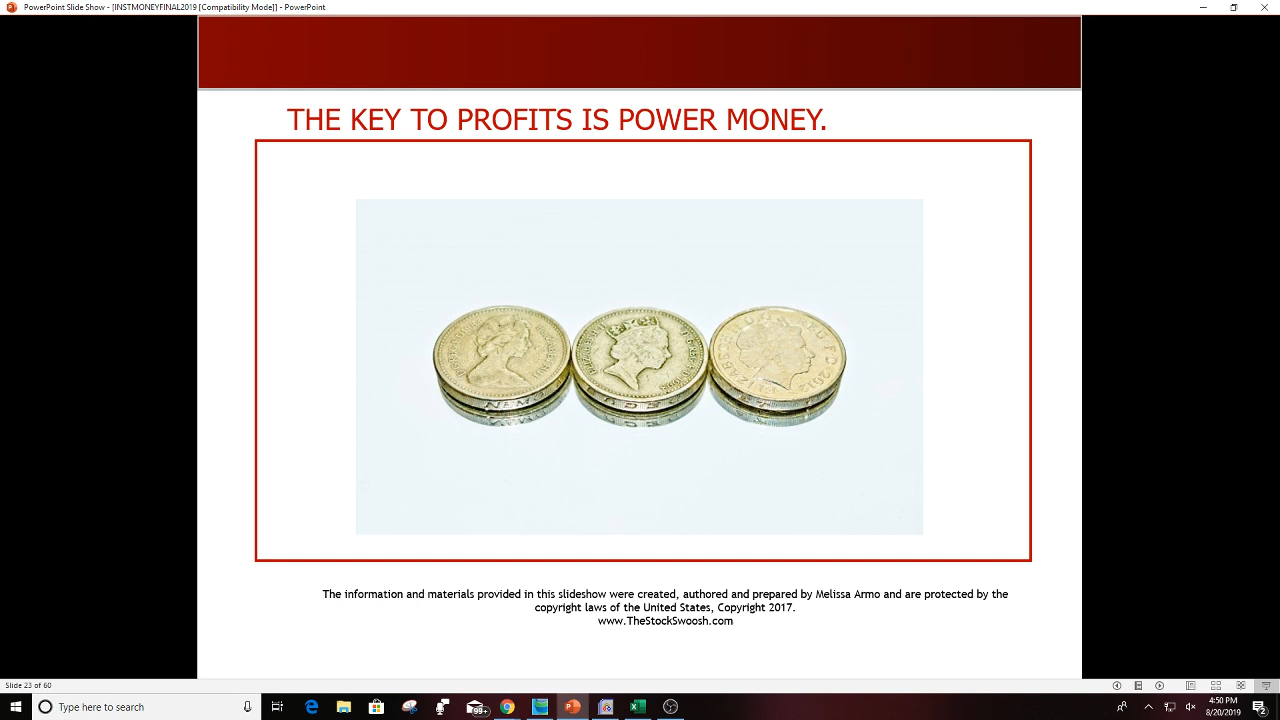 PowerPoint Slide Show - [INSTMONEYFINAL2019 [Compatibility Mode]] - PowerPoint
THE KEY TO PROFITS IS POWER MONEY.
The information and materials provided in this slideshow were created, authored and prepared by Melissa Armo and are protected by the
copyright laws of the United States, Copyright 2017.
www.TheStockSwoosh.com
Slide 23 of 60
Type here to search
99+
4:50 PM
8/20/2019
2